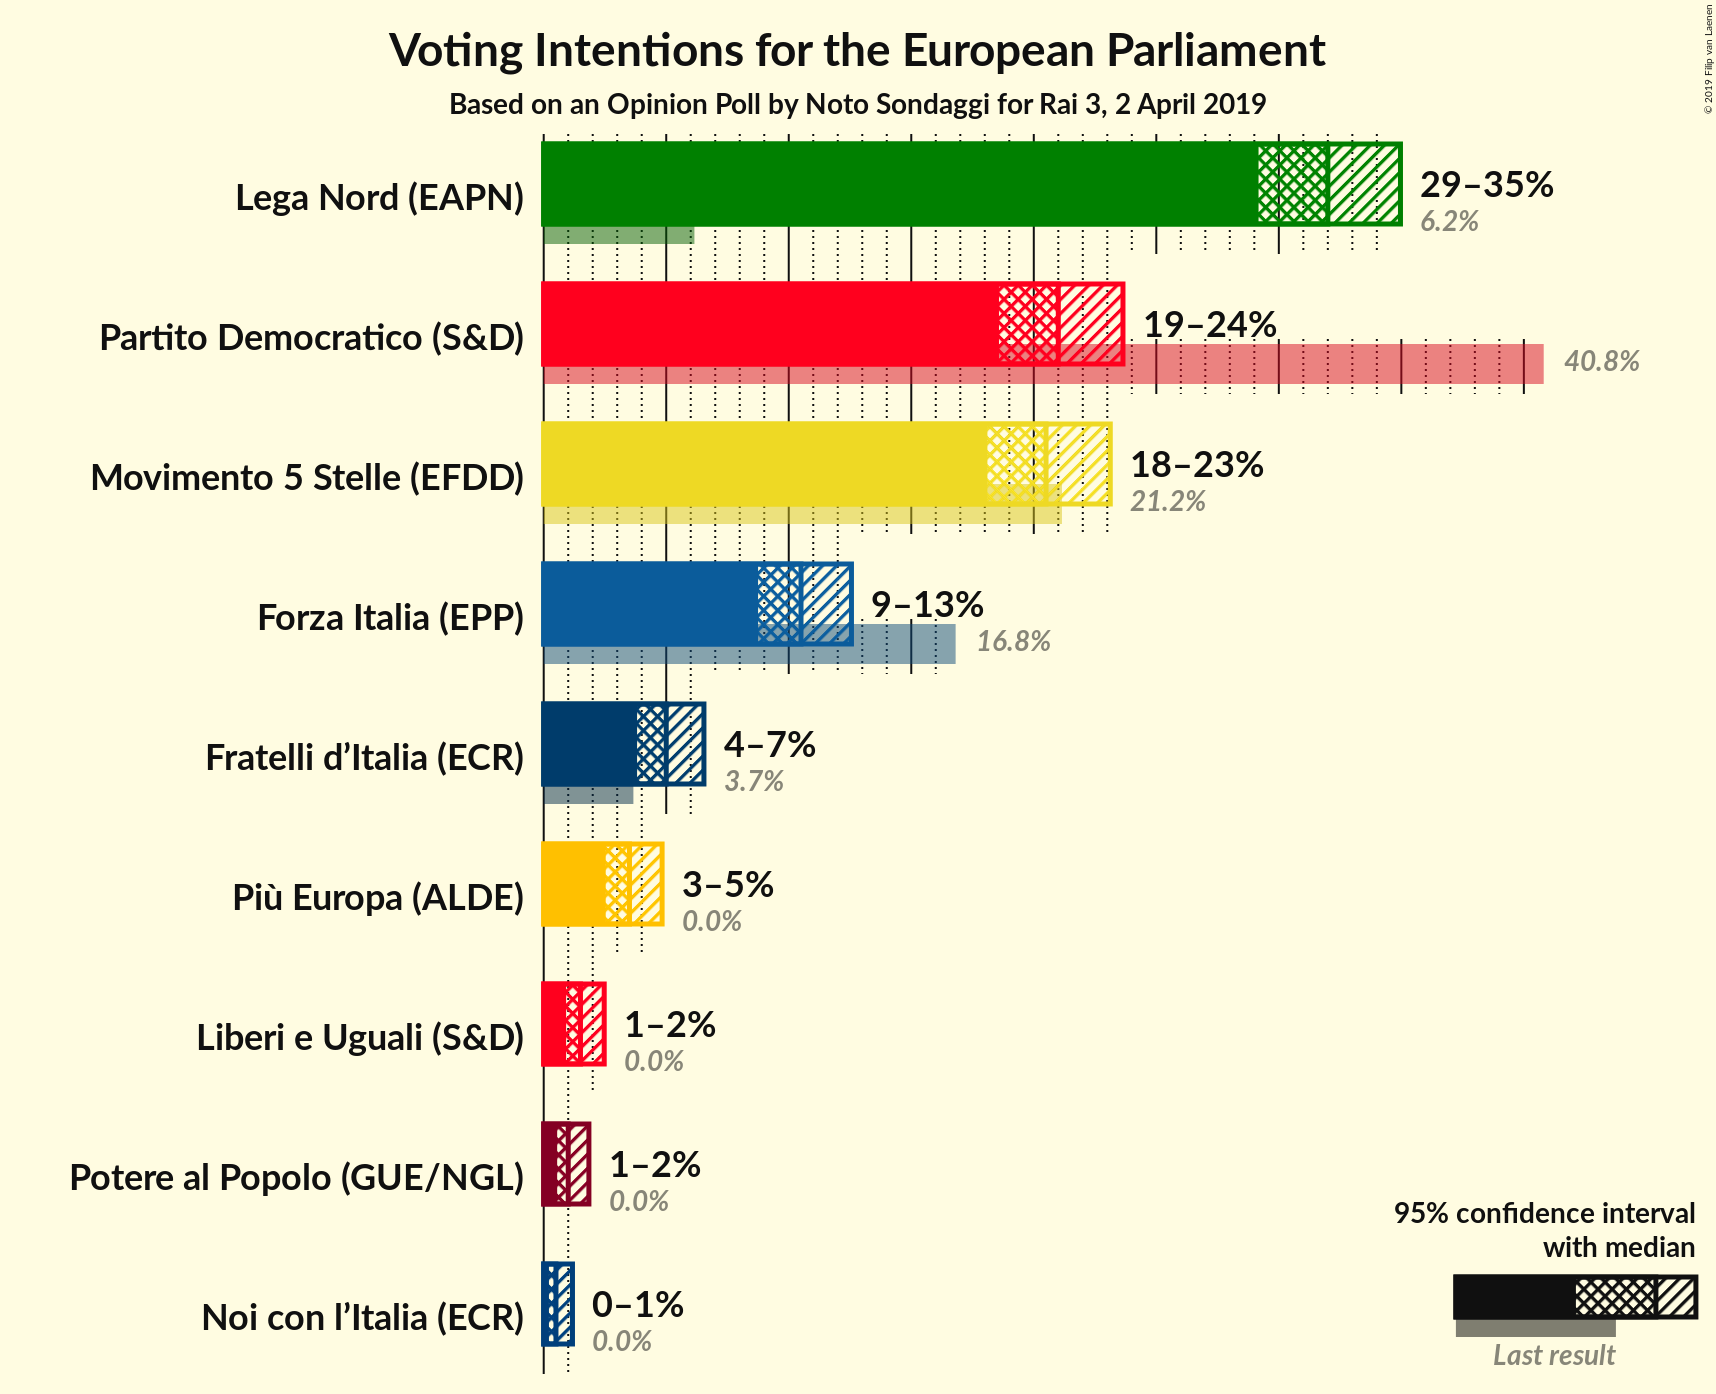 Voting Intentions for the European Parliament
Based on an Opinion Poll by Noto Sondaggi for Rai 3, 2 April 2019
© 2019 Filip van Laenen
Lega Nord (EAPN)
29–35%
6.2%
Partito Democratico (S&D)
19–24%
40.8%
Movimento 5 Stelle (EFDD)
18–23%
21.2%
Forza Italia (EPP)
9–13%
16.8%
Fratelli d’Italia (ECR)
4–7%
3.7%
Più Europa (ALDE)
3–5%
0.0%
Liberi e Uguali (S&D)
1–2%
0.0%
Potere al Popolo (GUE/NGL)
1–2%
0.0%
Noi con l’Italia (ECR)
0–1%
0.0%
95% confidence interval
with median
Last result